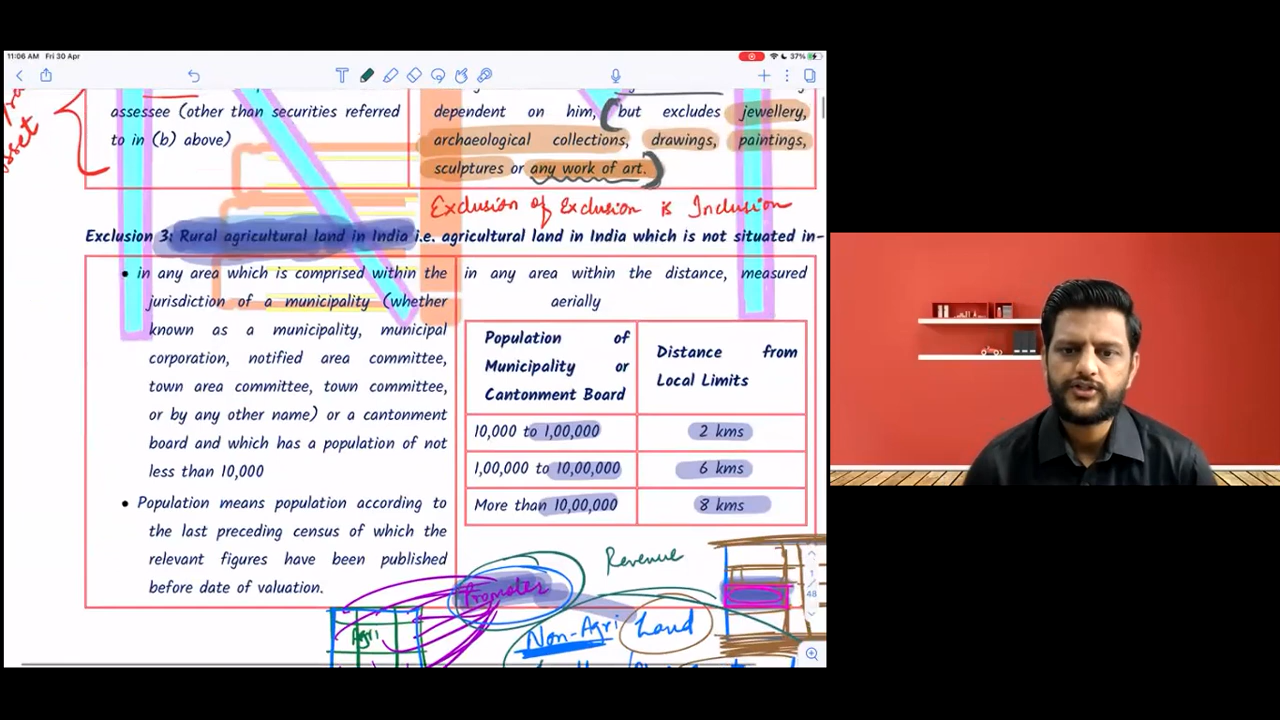 11:06 AM Fri 30 Apr
37%
assessee (other than securities referred
to in (b) above)
dependent on him, but excludes jewellery,
archaeological collections, drawings, paintings,
sculptures or any work of art.
asset
Exclusion of Exclusion is Inclusion
Exclusion 3: Rural agricultural land in India i.e. agricultural land in India which is not situated in-
• in any area which is comprised within the
jurisdiction of a municipality (whether
known as a municipality, municipal
corporation, notified area committee,
town area committee, town committee,
or by any other name) or a cantonment
board and which has a population of not
less than 10,000
• Population means population according to
the last preceding census of which the
relevant figures have been published
before date of valuation.
in any area within the distance, measured
aerially
Population of
Municipality or
Cantonment Board
Distance from
Local Limits
10,000 to 1,00,000
2 kms
1,00,000 to 10,00,000
6 kms
More than 10,00,000
8 kms
Revenue
Promoter
Agri
Non-Agri Land
1
48